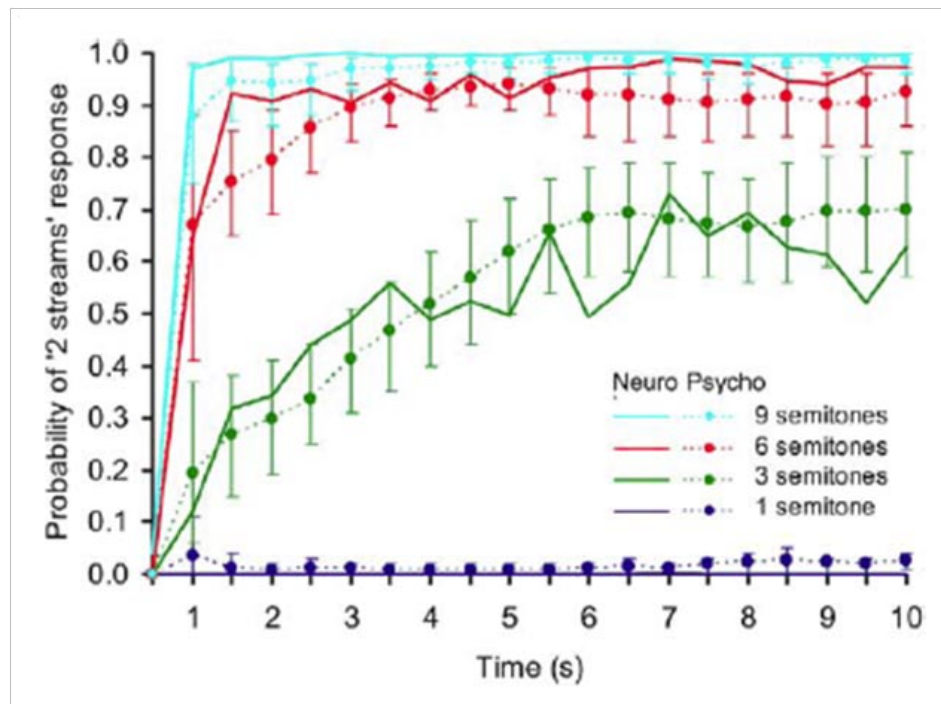 Probability of '2 streams' response
1.0
0.9
0.8
0.7
0.6
0.5
0.4
0.3
0.2
0.1
0.0
Neuro Psycho
9 semitones
6 semitones
3 semitones
1 semitone
1 2 3 4 5 6 7 8 9 10
Time (s)